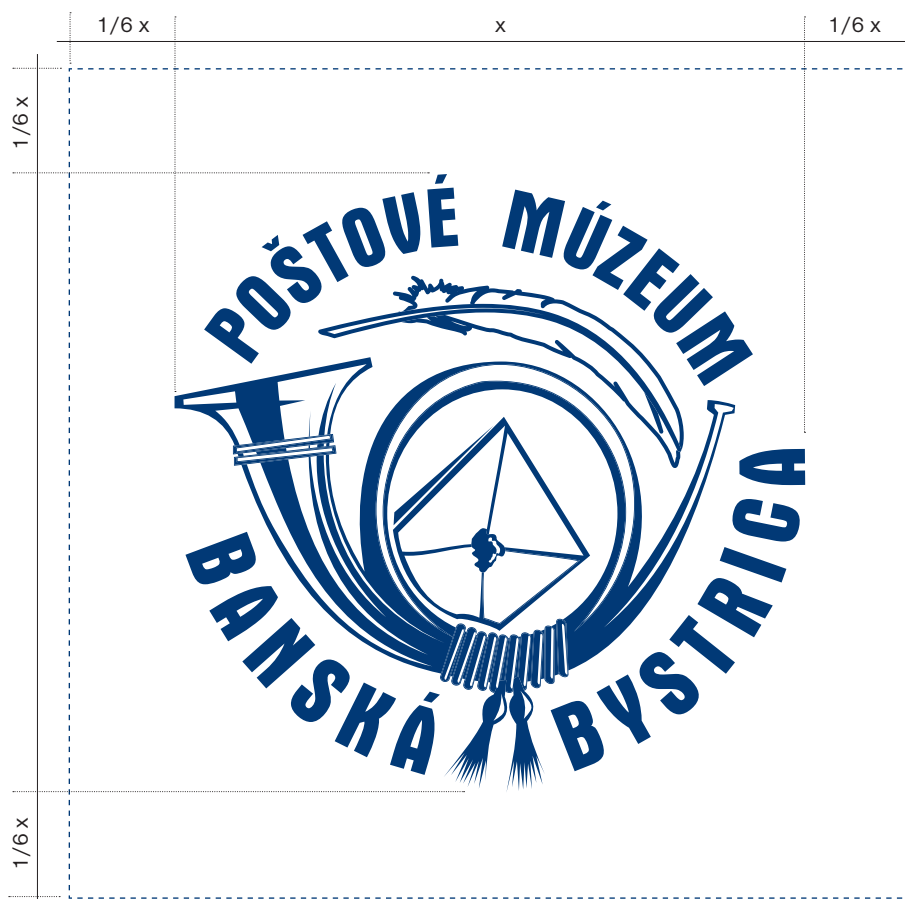 1/6 x
x
1/6 x
1/6 x
POŠTOVÉ MÚZEUM
BANSKÁ BYSTRICA
1/6 x